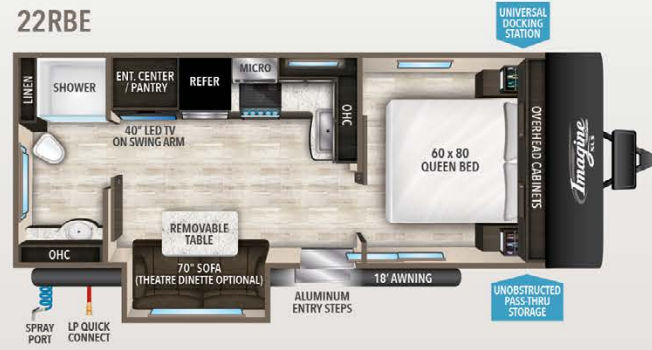 22RBE
UNIVERSAL
DOCKING
STATION
LINEN
SHOWER
ENT. CENTER
/ PANTRY
REFER
MICRO
OHC
40" LED TV
ON SWING ARM
60 x 80
QUEEN BED
OVERHEAD CABINETS
Imagine
XLS
REMOVABLE
TABLE
OHC
70" SOFA
(THEATRE DINETTE OPTIONAL)
18' AWNING
ALUMINUM
ENTRY STEPS
UNOBSTRUCTED
PASS-THRU
STORAGE
SPRAY
PORT
LP QUICK
CONNECT